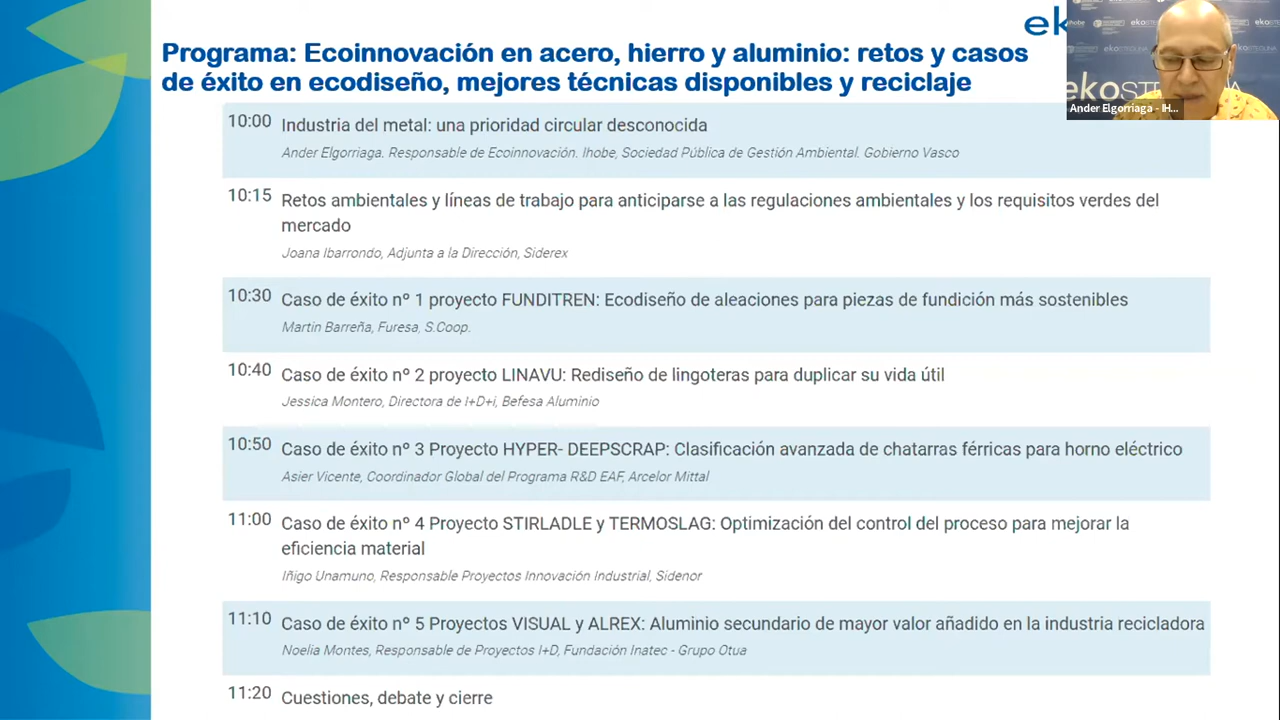 ek
Programa: Ecoinnovación en acero, hierro y aluminio: retos y casos
de éxito en ecodiseño, mejores técnicas disponibles y reciclaje
Ander Elgorriaga - IH...
10:00 Industria del metal: una prioridad circular desconocida
Ander Elgorriaga. Responsable de Ecoinnovación. Ihobe, Sociedad Pública de Gestión Ambiental. Gobierno Vasco
10:15 Retos ambientales y líneas de trabajo para anticiparse a las regulaciones ambientales y los requisitos verdes del
mercado
Joana Ibarrondo, Adjunta a la Dirección, Siderex
10:30 Caso de éxito nº 1 proyecto FUNDITREN: Ecodiseño de aleaciones para piezas de fundición más sostenibles
Martin Barreña, Furesa, S.Coop.
10:40 Caso de éxito nº 2 proyecto LINAVU: Rediseño de lingoteras para duplicar su vida útil
Jessica Montero, Directora de I+D+i, Befesa Aluminio
10:50 Caso de éxito nº 3 Proyecto HYPER- DEEPSCRAP: Clasificación avanzada de chatarras férricas para horno eléctrico
Asier Vicente, Coordinador Global del Programa R&D EAF, Arcelor Mittal
11:00 Caso de éxito nº 4 Proyecto STIRLADLE y TERMOSLAG: Optimización del control del proceso para mejorar la
eficiencia material
Iñigo Unamuno, Responsable Proyectos Innovación Industrial, Sidenor
11:10 Caso de éxito nº 5 Proyectos VISUAL y ALREX: Aluminio secundario de mayor valor añadido en la industria recicladora
Noelia Montes, Responsable de Proyectos I+D, Fundación Inatec - Grupo Otua
11:20 Cuestiones, debate y cierre